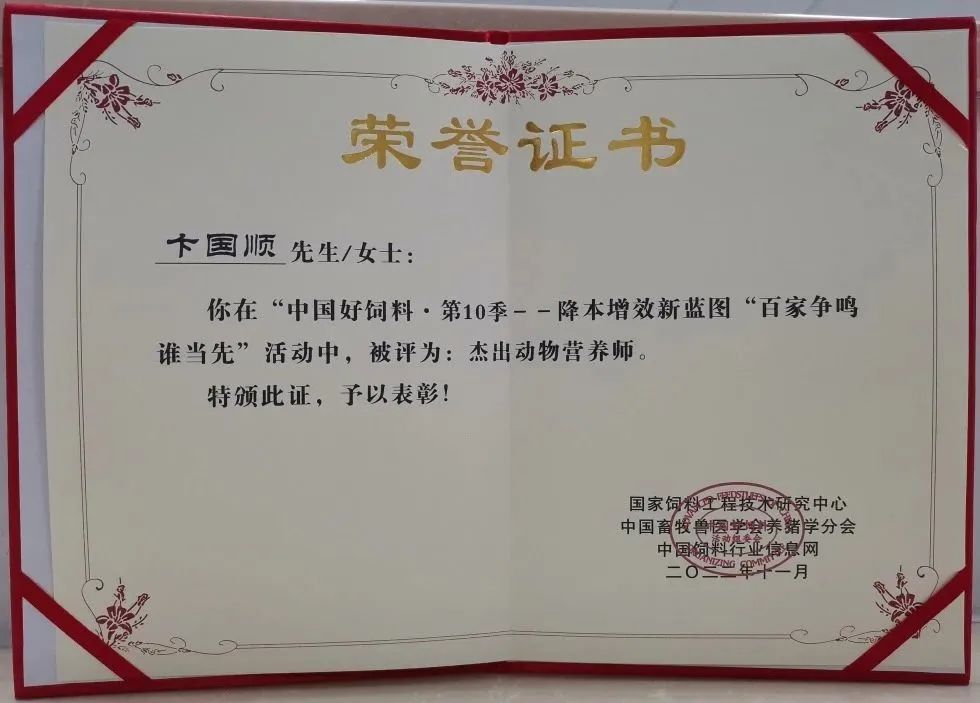 荣誉证书
卞国顺 先生/女士:
你在“中国好饲料·第10季--降本增效新蓝图“百家争鸣
谁当先”活动中，被评为: 杰出动物营养师。
特颁此证，予以表彰!
国家饲料工程技术研究中心
中国畜牧兽医学会养猪学分会
中国饲料行业信息网
二〇二二年十一月
活动组委会